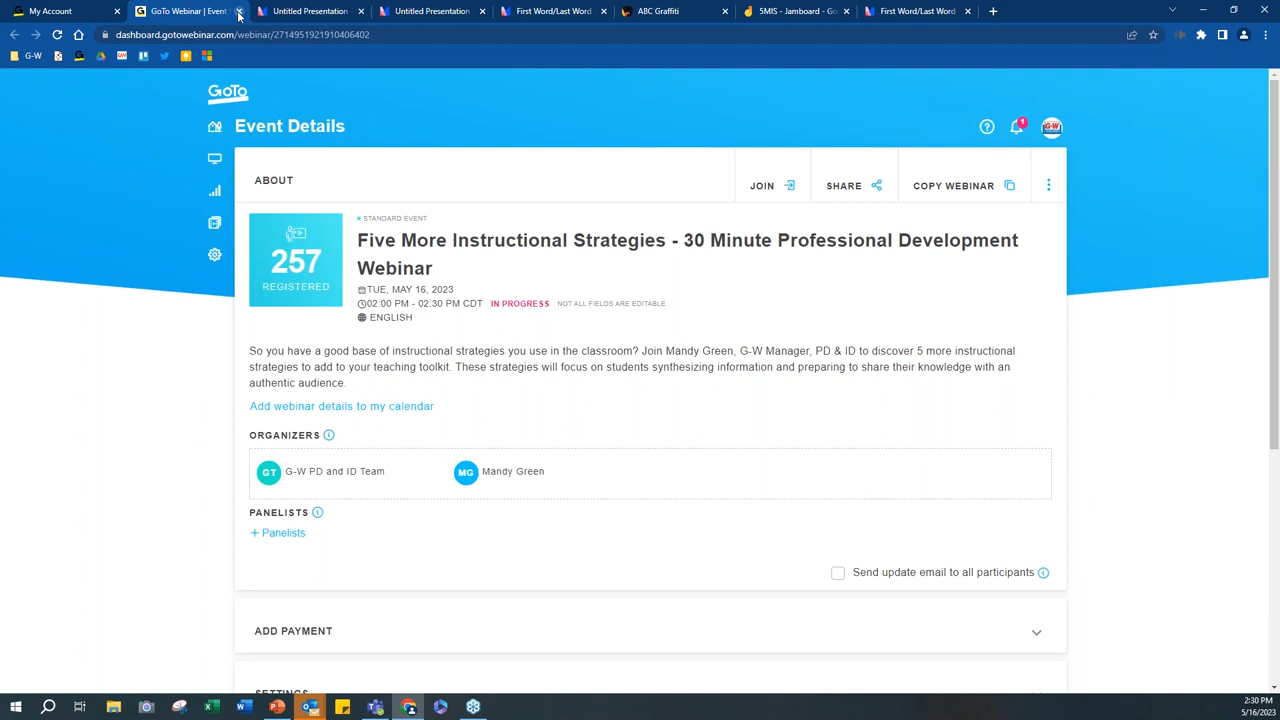 My Account
GoTo Webinar | Event
Untitled Presentation
Untitled Presentation
First Word/Last Word
ABC Graffiti
5MIS - Jamboard - Go
First Word/Last Word
dashboard.gotowebinar.com/webinar/2714951921910406402
G-W
GoTo
Event Details
1
ABOUT
JOIN
SHARE
COPY WEBINAR
STANDARD EVENT
257
REGISTERED
Five More Instructional Strategies - 30 Minute Professional Development
Webinar
TUE, MAY 16, 2023
02:00 PM - 02:30 PM CDT IN PROGRESS NOT ALL FIELDS ARE EDITABLE
ENGLISH
So you have a good base of instructional strategies you use in the classroom? Join Mandy Green, G-W Manager, PD & ID to discover 5 more instructional
strategies to add to your teaching toolkit. These strategies will focus on students synthesizing information and preparing to share their knowledge with an
authentic audience.
Add webinar details to my calendar
ORGANIZERS
GT G-W PD and ID Team
MG Mandy Green
PANELISTS
+ Panelists
Send update email to all participants
ADD PAYMENT
SETTINGS
2:30 PM
5/16/2023